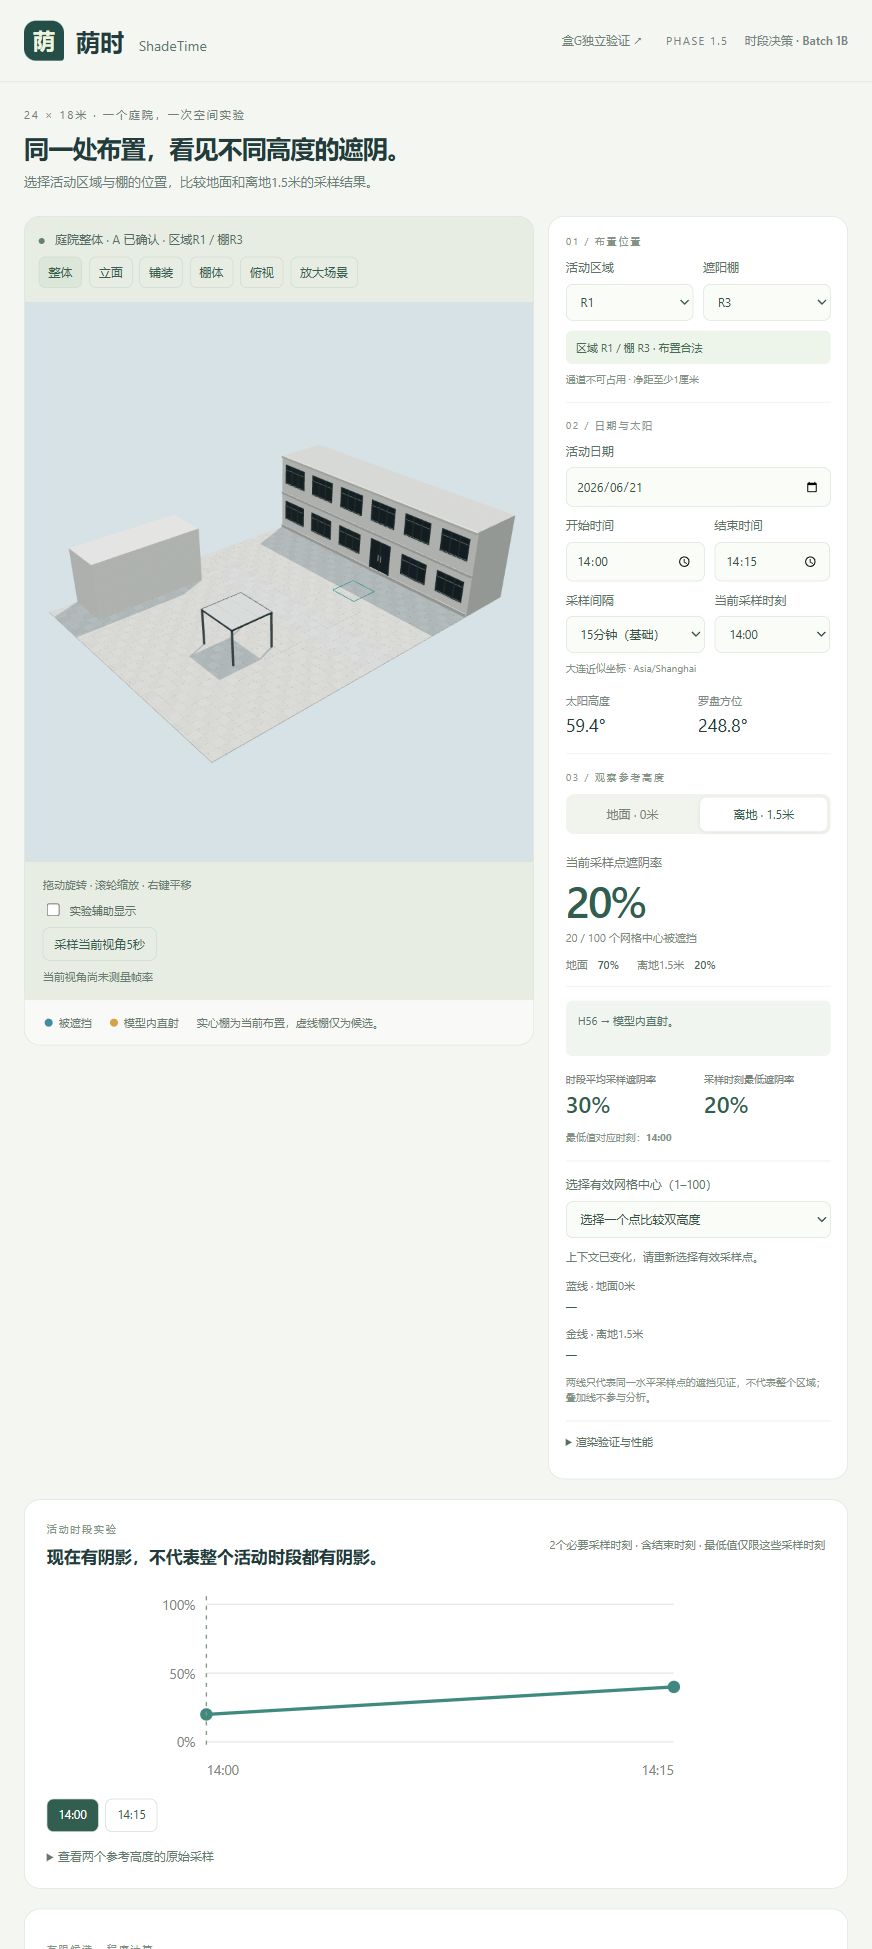 荫 荫时 ShadeTime
盒G独立验证 ↗ PHASE 1.5 时段决策 · Batch 1B
24 × 18米 · 一个庭院，一次空间实验
同一处布置，看见不同高度的遮阴。
选择活动区域与棚的位置，比较地面和离地1.5米的采样结果。
庭院整体 · A 已确认 · 区域R1 / 棚R3
整体 立面 铺装 棚体 俯视 放大场景
拖动旋转 · 滚轮缩放 · 右键平移
实验辅助显示
采样当前视角5秒
当前视角尚未测量帧率
被遮挡 模型内直射 实心棚为当前布置，虚线棚仅为候选。
01 / 布置位置
活动区域 遮阳棚
R1 R3
区域 R1 / 棚 R3 · 布置合法
通道不可占用 · 净距至少1厘米
02 / 日期与太阳
活动日期
2026/06/21
开始时间 结束时间
14:00 14:15
采样间隔 当前采样时刻
15分钟（基础） 14:00
大连近似坐标 · Asia/Shanghai
太阳高度 罗盘方位
59.4° 248.8°
03 / 观察参考高度
地面 · 0米 离地 · 1.5米
当前采样点遮阴率
20%
20 / 100 个网格中心被遮挡
地面 70% 离地1.5米 20%
H56 → 模型内直射。
时段平均采样遮阴率 采样时刻最低遮阴率
30% 20%
最低值对应时刻：14:00
选择有效网格中心（1–100）
选择一个点比较双高度
上下文已变化，请重新选择有效采样点。
蓝线 · 地面0米
—
金线 · 离地1.5米
—
两线只代表同一水平采样点的遮挡见证，不代表整个区域；
叠加线不参与分析。
渲染验证与性能
活动时段实验
现在有阴影，不代表整个活动时段都有阴影。
2个必要采样时刻 · 含结束时刻 · 最低值仅限这些采样时刻
100%
50%
0%
14:00 14:15
14:00 14:15
查看两个参考高度的原始采样